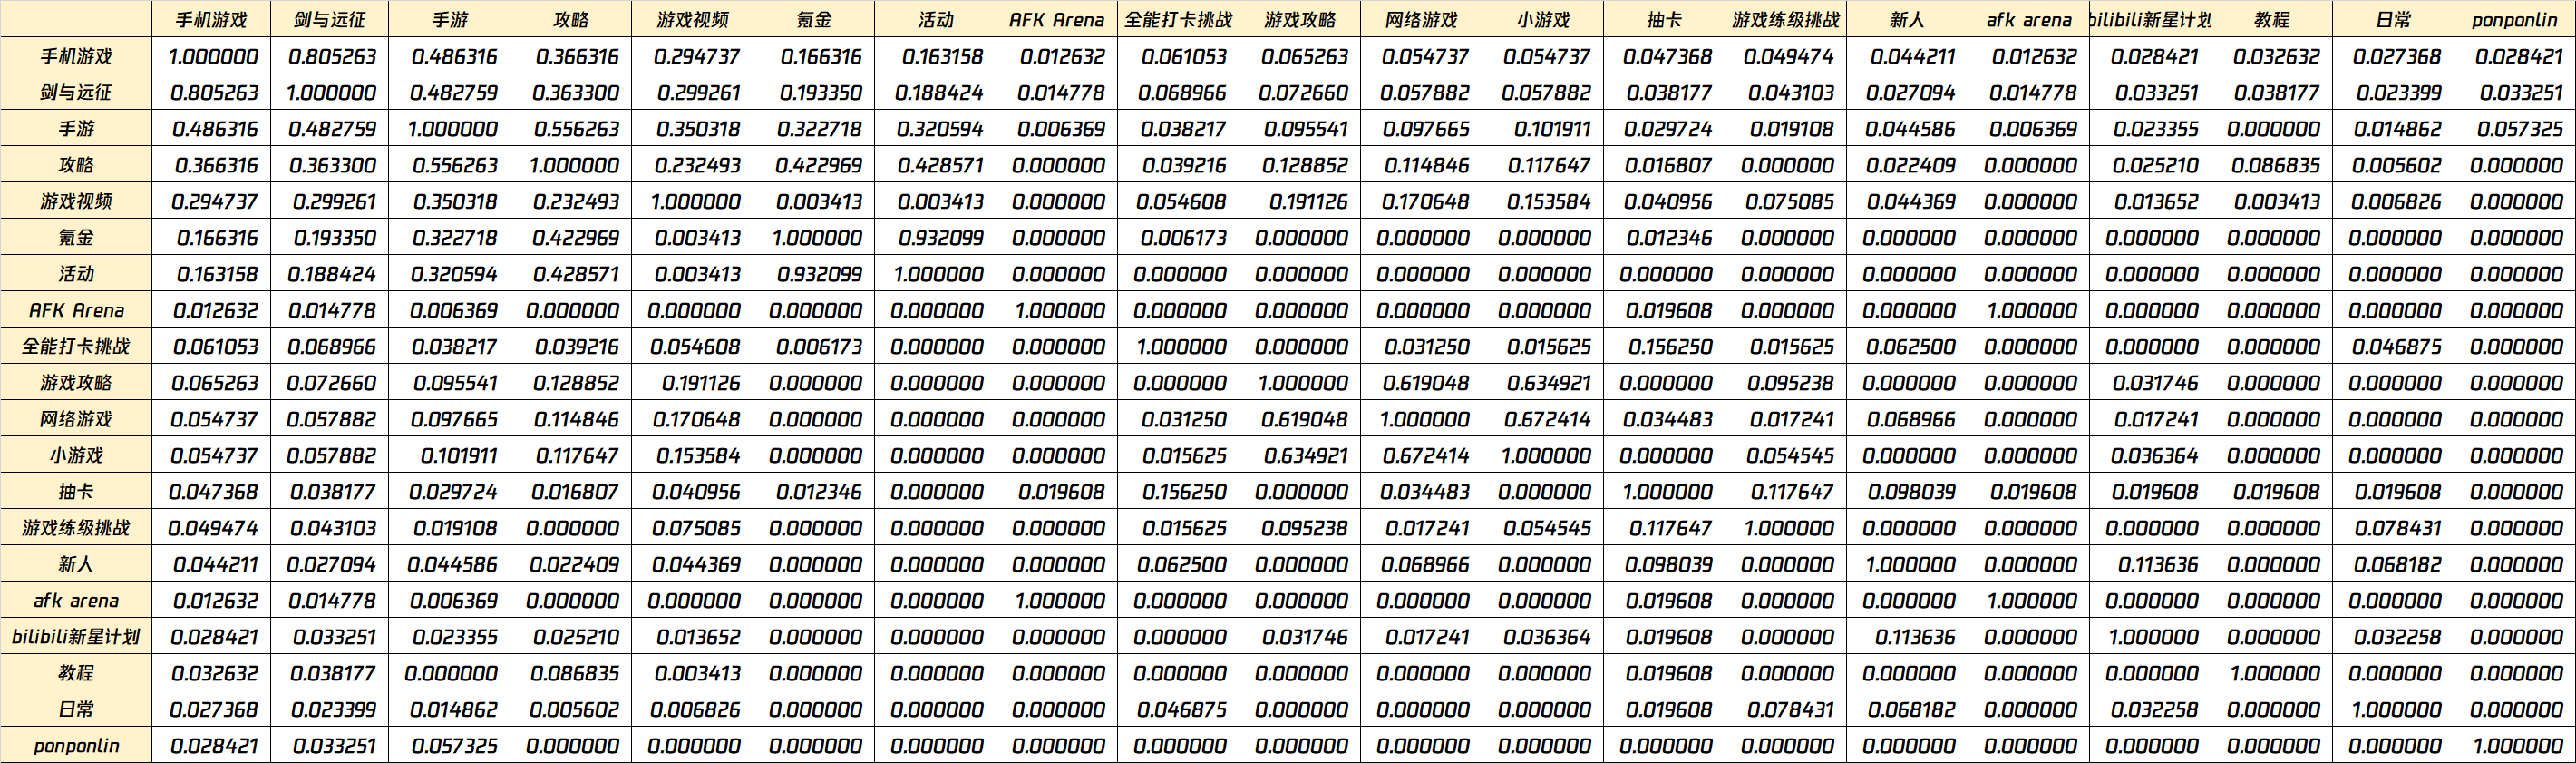 手机游戏 剑与远征 手游 攻略 游戏视频 氪金 活动 AFK Arena 全能打卡挑战 游戏攻略 网络游戏 小游戏 抽卡 游戏练级挑战 新人 afk arena bilibili新星计划 教程 日常 ponponlin
手机游戏 1.000000 0.805263 0.486316 0.366316 0.294737 0.166316 0.163158 0.012632 0.061053 0.065263 0.054737 0.054737 0.047368 0.049474 0.044211 0.012632 0.028421 0.032632 0.027368 0.028421
剑与远征 0.805263 1.000000 0.482759 0.363300 0.299261 0.193350 0.188424 0.014778 0.068966 0.072660 0.057882 0.057882 0.038177 0.043103 0.027094 0.014778 0.033251 0.038177 0.023399 0.033251
手游 0.486316 0.482759 1.000000 0.556263 0.350318 0.322718 0.320594 0.006369 0.038217 0.095541 0.097665 0.101911 0.029724 0.019108 0.044586 0.006369 0.023355 0.000000 0.014862 0.057325
攻略 0.366316 0.363300 0.556263 1.000000 0.232493 0.422969 0.428571 0.000000 0.039216 0.128852 0.114846 0.117647 0.016807 0.000000 0.022409 0.000000 0.025210 0.086835 0.005602 0.000000
游戏视频 0.294737 0.299261 0.350318 0.232493 1.000000 0.003413 0.003413 0.000000 0.054608 0.191126 0.170648 0.153584 0.040956 0.075085 0.044369 0.000000 0.013652 0.003413 0.006826 0.000000
氪金 0.166316 0.193350 0.322718 0.422969 0.003413 1.000000 0.932099 0.000000 0.006173 0.000000 0.000000 0.000000 0.012346 0.000000 0.000000 0.000000 0.000000 0.000000 0.000000 0.000000
活动 0.163158 0.188424 0.320594 0.428571 0.003413 0.932099 1.000000 0.000000 0.000000 0.000000 0.000000 0.000000 0.000000 0.000000 0.000000 0.000000 0.000000 0.000000 0.000000 0.000000
AFK Arena 0.012632 0.014778 0.006369 0.000000 0.000000 0.000000 0.000000 1.000000 0.000000 0.000000 0.000000 0.000000 0.019608 0.000000 0.000000 1.000000 0.000000 0.000000 0.000000 0.000000
全能打卡挑战 0.061053 0.068966 0.038217 0.039216 0.054608 0.006173 0.000000 0.000000 1.000000 0.000000 0.031250 0.015625 0.156250 0.015625 0.062500 0.000000 0.000000 0.000000 0.046875 0.000000
游戏攻略 0.065263 0.072660 0.095541 0.128852 0.191126 0.000000 0.000000 0.000000 0.000000 1.000000 0.619048 0.634921 0.000000 0.095238 0.000000 0.000000 0.031746 0.000000 0.000000 0.000000
网络游戏 0.054737 0.057882 0.097665 0.114846 0.170648 0.000000 0.000000 0.000000 0.031250 0.619048 1.000000 0.672414 0.034483 0.017241 0.068966 0.000000 0.017241 0.000000 0.000000 0.000000
小游戏 0.054737 0.057882 0.101911 0.117647 0.153584 0.000000 0.000000 0.000000 0.015625 0.634921 0.672414 1.000000 0.000000 0.054545 0.000000 0.000000 0.036364 0.000000 0.000000 0.000000
抽卡 0.047368 0.038177 0.029724 0.016807 0.040956 0.012346 0.000000 0.019608 0.156250 0.000000 0.034483 0.000000 1.000000 0.117647 0.098039 0.019608 0.019608 0.019608 0.019608 0.000000
游戏练级挑战 0.049474 0.043103 0.019108 0.000000 0.075085 0.000000 0.000000 0.000000 0.015625 0.095238 0.017241 0.054545 0.117647 1.000000 0.000000 0.000000 0.000000 0.000000 0.078431 0.000000
新人 0.044211 0.027094 0.044586 0.022409 0.044369 0.000000 0.000000 0.000000 0.062500 0.000000 0.068966 0.000000 0.098039 0.000000 1.000000 0.000000 0.113636 0.000000 0.068182 0.000000
afk arena 0.012632 0.014778 0.006369 0.000000 0.000000 0.000000 0.000000 1.000000 0.000000 0.000000 0.000000 0.000000 0.019608 0.000000 0.000000 1.000000 0.000000 0.000000 0.000000 0.000000
bilibili新星计划 0.028421 0.033251 0.023355 0.025210 0.013652 0.000000 0.000000 0.000000 0.000000 0.031746 0.017241 0.036364 0.019608 0.000000 0.113636 0.000000 1.000000 0.000000 0.032258 0.000000
教程 0.032632 0.038177 0.000000 0.086835 0.003413 0.000000 0.000000 0.000000 0.000000 0.000000 0.000000 0.000000 0.019608 0.000000 0.000000 0.000000 0.000000 1.000000 0.000000 0.000000
日常 0.027368 0.023399 0.014862 0.005602 0.006826 0.000000 0.000000 0.000000 0.046875 0.000000 0.000000 0.000000 0.019608 0.078431 0.068182 0.000000 0.032258 0.000000 1.000000 0.000000
ponponlin 0.028421 0.033251 0.057325 0.000000 0.000000 0.000000 0.000000 0.000000 0.000000 0.000000 0.000000 0.000000 0.000000 0.000000 0.000000 0.000000 0.000000 0.000000 0.000000 1.000000